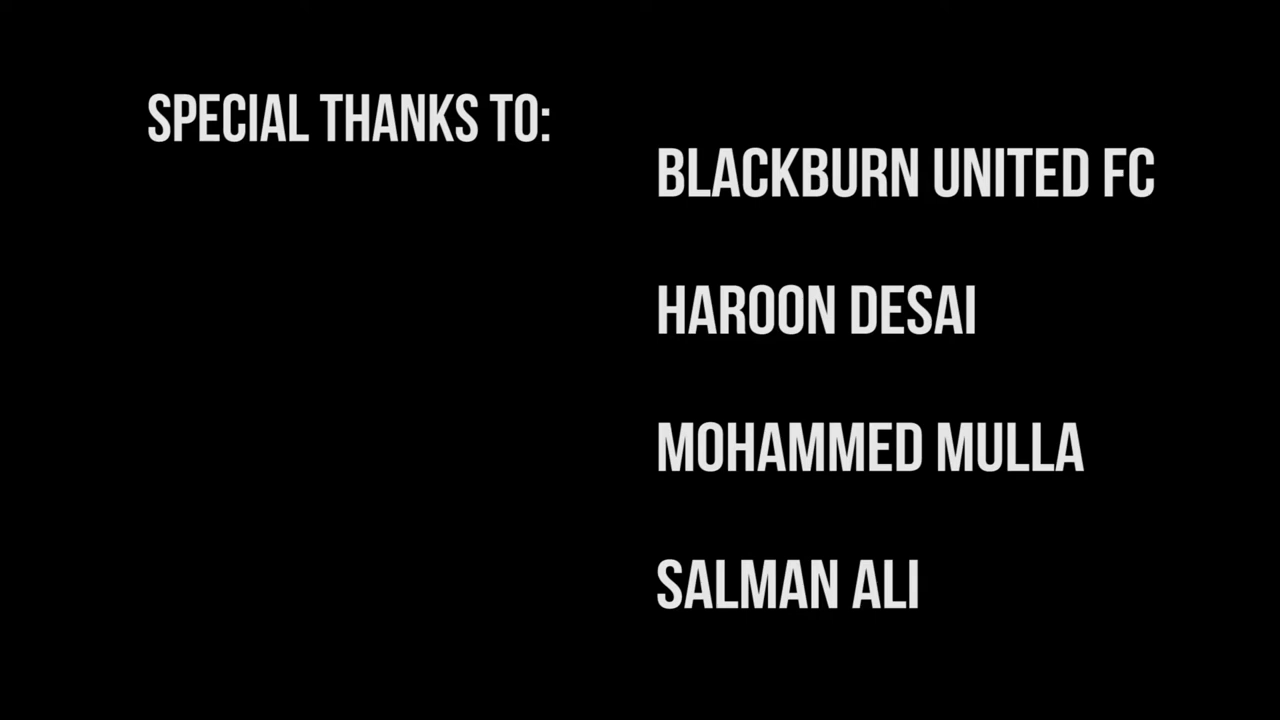 SPECIAL THANKS TO:
BLACKBURN UNITED FC
HAROON DESAI
MOHAMMED MULLA
SALMAN ALI